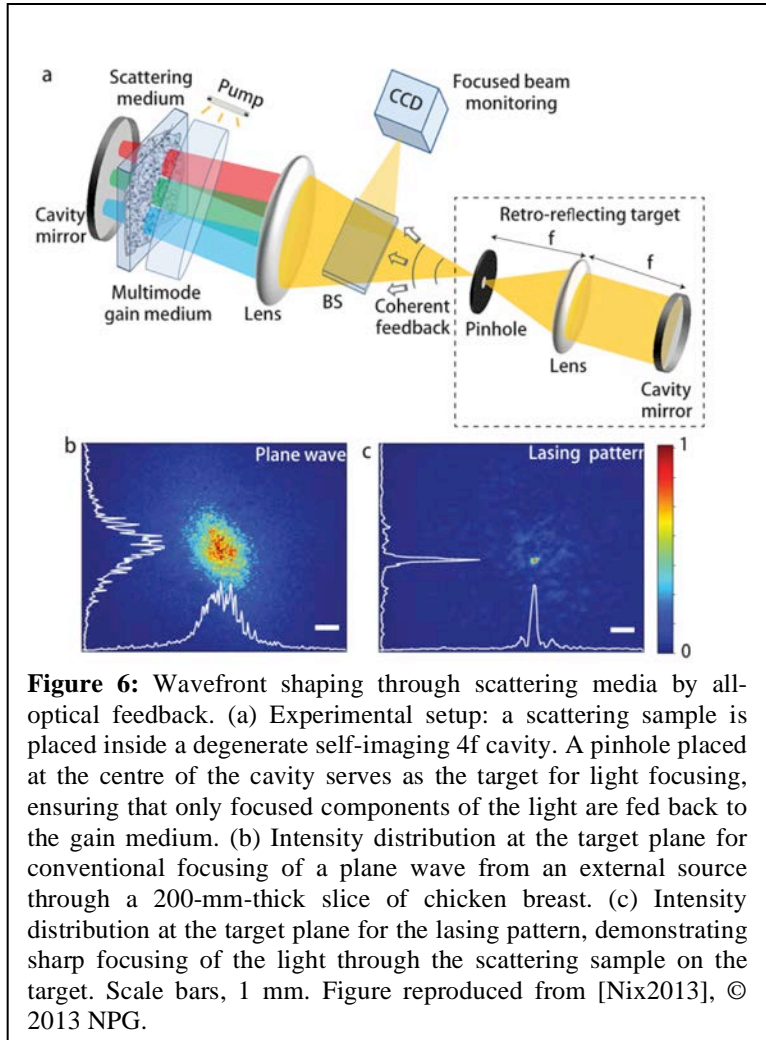 a
Scattering
medium
Pump
CCD
Focused beam
monitoring
Cavity
mirror
Multimode
gain medium
Lens
BS
Coherent
feedback
Retro-reflecting target
f
f
Pinhole
Lens
Cavity
mirror
b
Plane wave
c
Lasing pattern
1
0
Figure 6: Wavefront shaping through scattering media by all-
optical feedback. (a) Experimental setup: a scattering sample is
placed inside a degenerate self-imaging 4f cavity. A pinhole placed
at the centre of the cavity serves as the target for light focusing,
ensuring that only focused components of the light are fed back to
the gain medium. (b) Intensity distribution at the target plane for
conventional focusing of a plane wave from an external source
through a 200-mm-thick slice of chicken breast. (c) Intensity
distribution at the target plane for the lasing pattern, demonstrating
sharp focusing of the light through the scattering sample on the
target. Scale bars, 1 mm. Figure reproduced from [Nix2013], ©
2013 NPG.